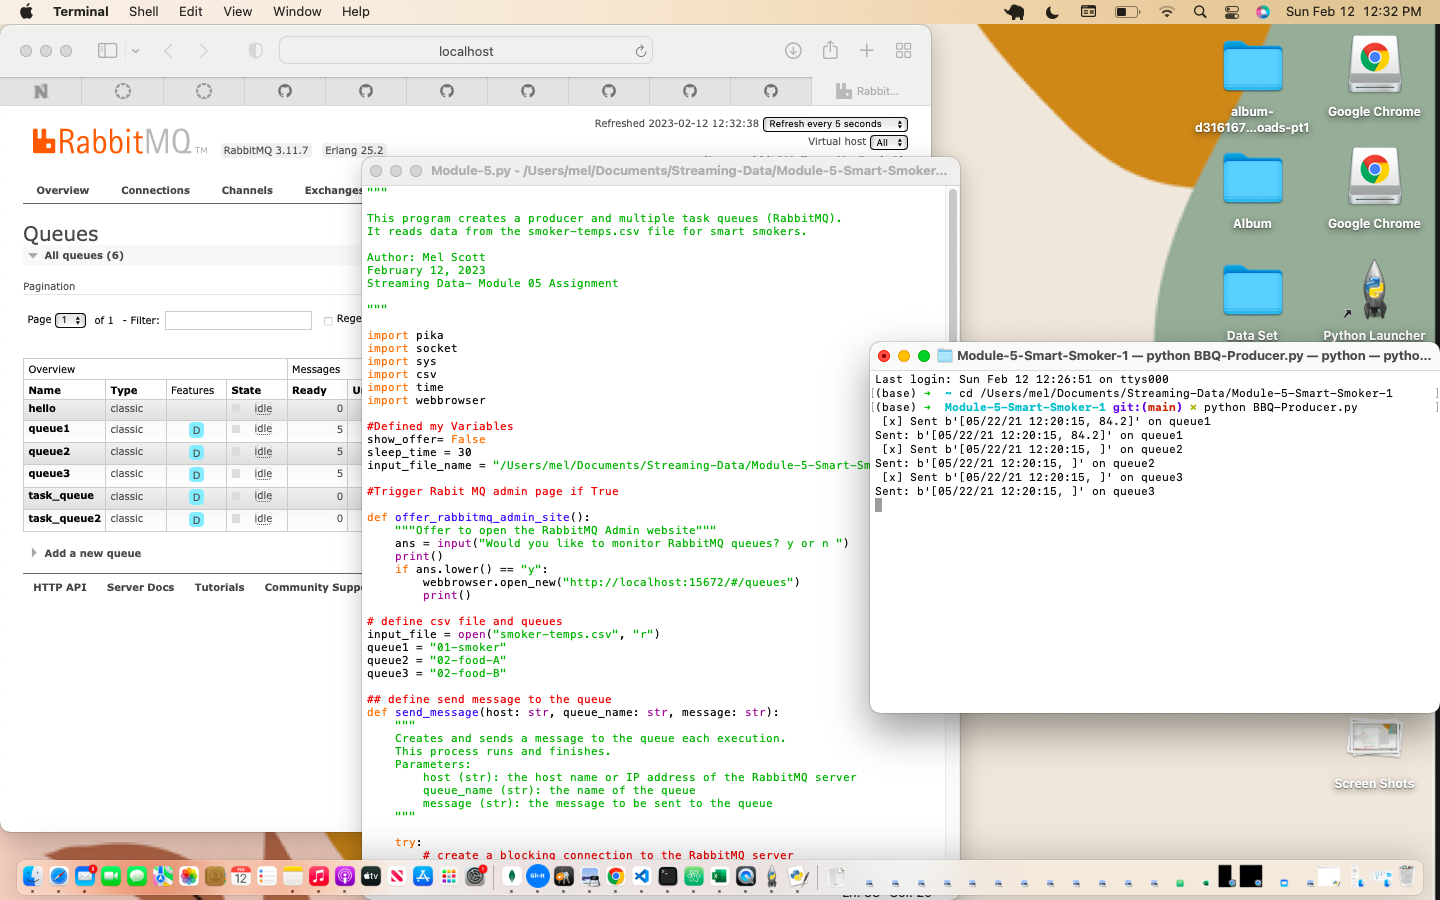 Terminal Shell Edit View Window Help Sun Feb 12 12:32 PM
localhost
Rabbit...
RabbitMQ TM RabbitMQ 3.11.7 Erlang 25.2
Refreshed 2023-02-12 12:32:38 Refresh every 5 seconds
Virtual host All
Overview Connections Channels Exchanges
Queues
All queues (6)
Pagination
Page 1 of 1 - Filter: Rege
Overview Messages
Name Type Features State Ready
hello classic idle 0
queue1 classic D idle 5
queue2 classic D idle 5
queue3 classic D idle 5
task_queue classic D idle 0
task_queue2 classic D idle 0
Add a new queue
HTTP API Server Docs Tutorials Community Suppo
Module-5.py - /Users/mel/Documents/Streaming-Data/Module-5-Smart-Smoker...
"""
This program creates a producer and multiple task queues (RabbitMQ).
It reads data from the smoker-temps.csv file for smart smokers.
Author: Mel Scott
February 12, 2023
Streaming Data- Module 05 Assignment
"""
import pika
import socket
import sys
import csv
import time
import webbrowser
#Defined my Variables
show_offer= False
sleep_time = 30
input_file_name = "/Users/mel/Documents/Streaming-Data/Module-5-Smart-Sm
#Trigger Rabit MQ admin page if True
def offer_rabbitmq_admin_site():
"""Offer to open the RabbitMQ Admin website"""
ans = input("Would you like to monitor RabbitMQ queues? y or n ")
print()
if ans.lower() == "y":
webbrowser.open_new("http://localhost:15672/#/queues")
print()
# define csv file and queues
input_file = open("smoker-temps.csv", "r")
queue1 = "01-smoker"
queue2 = "02-food-A"
queue3 = "02-food-B"
## define send message to the queue
def send_message(host: str, queue_name: str, message: str):
"""
Creates and sends a message to the queue each execution.
This process runs and finishes.
Parameters:
host (str): the host name or IP address of the RabbitMQ server
queue_name (str): the name of the queue
message (str): the message to be sent to the queue
"""
try:
# create a blocking connection to the RabbitMQ server
Module-5-Smart-Smoker-1 — python BBQ-Producer.py — python — pytho...
Last login: Sun Feb 12 12:26:51 on ttys000
[(base) ➜ ~ cd /Users/mel/Documents/Streaming-Data/Module-5-Smart-Smoker-1 ]
[(base) ➜ Module-5-Smart-Smoker-1 git:(main) ✗ python BBQ-Producer.py ]
[x] Sent b'[05/22/21 12:20:15, 84.2]' on queue1
Sent: b'[05/22/21 12:20:15, 84.2]' on queue1
[x] Sent b'[05/22/21 12:20:15, ]' on queue2
Sent: b'[05/22/21 12:20:15, ]' on queue2
[x] Sent b'[05/22/21 12:20:15, ]' on queue3
Sent: b'[05/22/21 12:20:15, ]' on queue3
album-
d316167...oads-pt1
Google Chrome
Album
Google Chrome
Data Set
Python Launcher
Screen Shots